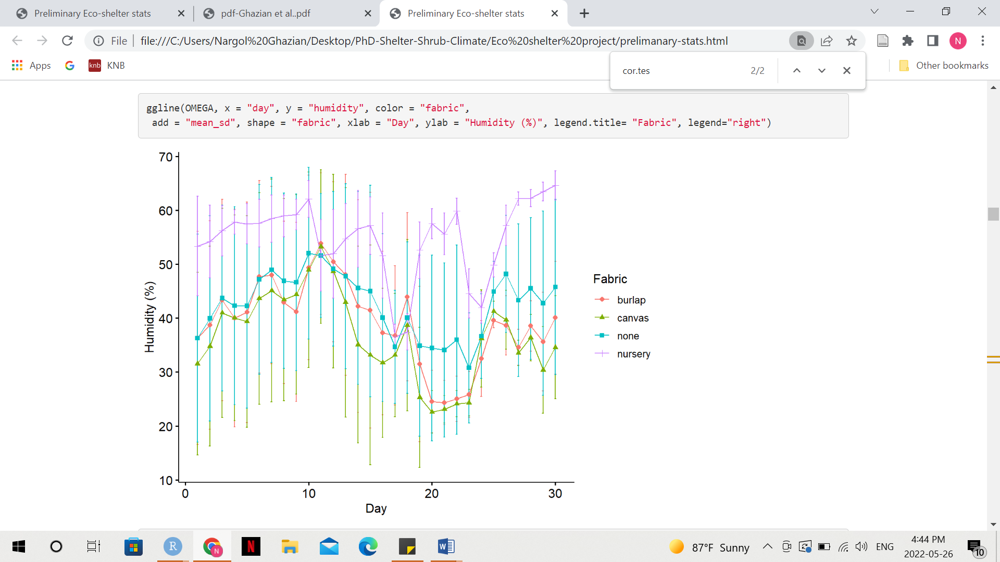 Preliminary Eco-shelter stats
pdf-Ghazian et al..pdf
Preliminary Eco-shelter stats
File
file:///C:/Users/Nargol%20Ghazian/Desktop/PhD-Shelter-Shrub-Climate/Eco%20shelter%20project/prelimanary-stats.html
N
Apps
G
knb
KNB
cor.tes
2/2
Other bookmarks
ggline(OMEGA, x = "day", y = "humidity", color = "fabric",
add = "mean_sd", shape = "fabric", xlab = "Day", ylab = "Humidity (%)", legend.title= "Fabric", legend="right")
70
60
50
40
30
20
10
Humidity (%)
0
10
20
30
Day
Fabric
burlap
canvas
none
nursery
R
N
N
W
87°F Sunny
ENG
4:44 PM
2022-05-26
10